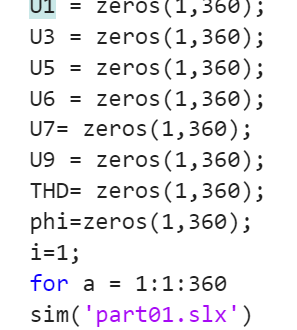 U1 = zeros(1,360);
U3 = zeros(1,360);
U5 = zeros(1,360);
U6 = zeros(1,360);
U7= zeros(1,360);
U9 = zeros(1,360);
THD= zeros(1,360);
phi=zeros(1,360);
i=1;
for a = 1:1:360
sim('part01.slx')